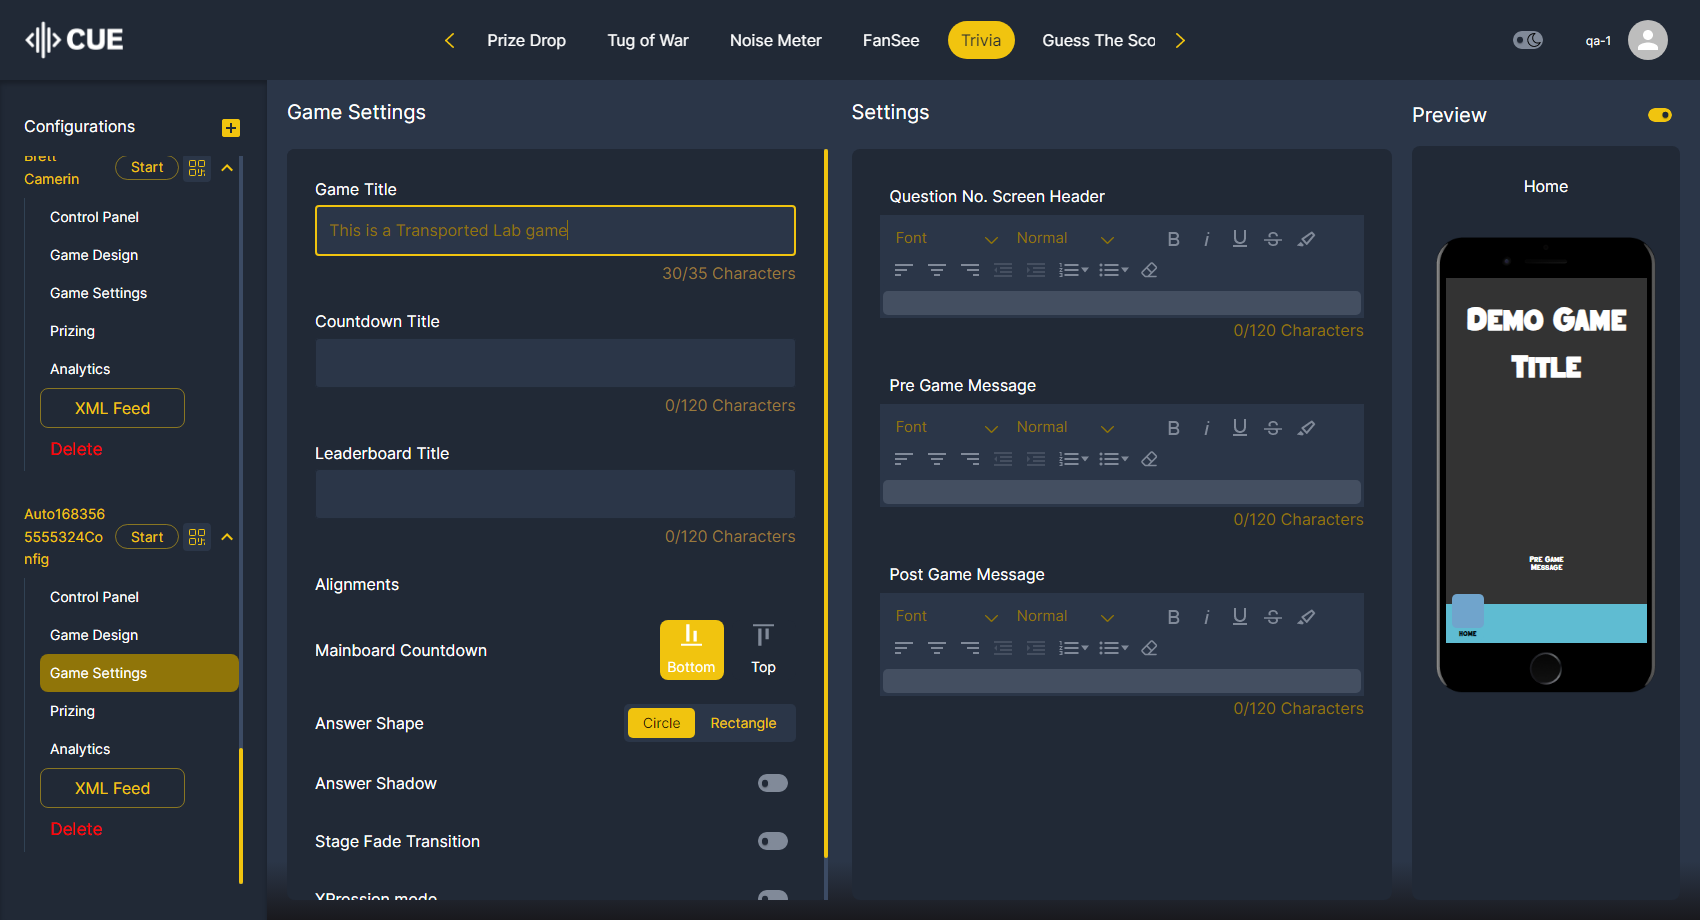 CUE
Prize Drop
Tug of War
Noise Meter
FanSee
Trivia
Guess The Sco
qa-1
Configurations
Brett
Camerin
Start
Control Panel
Game Design
Game Settings
Prizing
Analytics
XML Feed
Delete
Auto168356
5555324Co
nfig
Start
Control Panel
Game Design
Game Settings
Prizing
Analytics
XML Feed
Delete
Game Settings
Game Title
This is a Transported Lab game
30/35 Characters
Countdown Title
0/120 Characters
Leaderboard Title
0/120 Characters
Alignments
Mainboard Countdown
Bottom
Top
Answer Shape
Circle
Rectangle
Answer Shadow
Stage Fade Transition
XPression mode
Settings
Question No. Screen Header
Font
Normal
B i U S
0/120 Characters
Pre Game Message
Font
Normal
B i U S
0/120 Characters
Post Game Message
Font
Normal
B i U S
0/120 Characters
Preview
Home
Demo Game
Title
Pre Game
Message
HOME